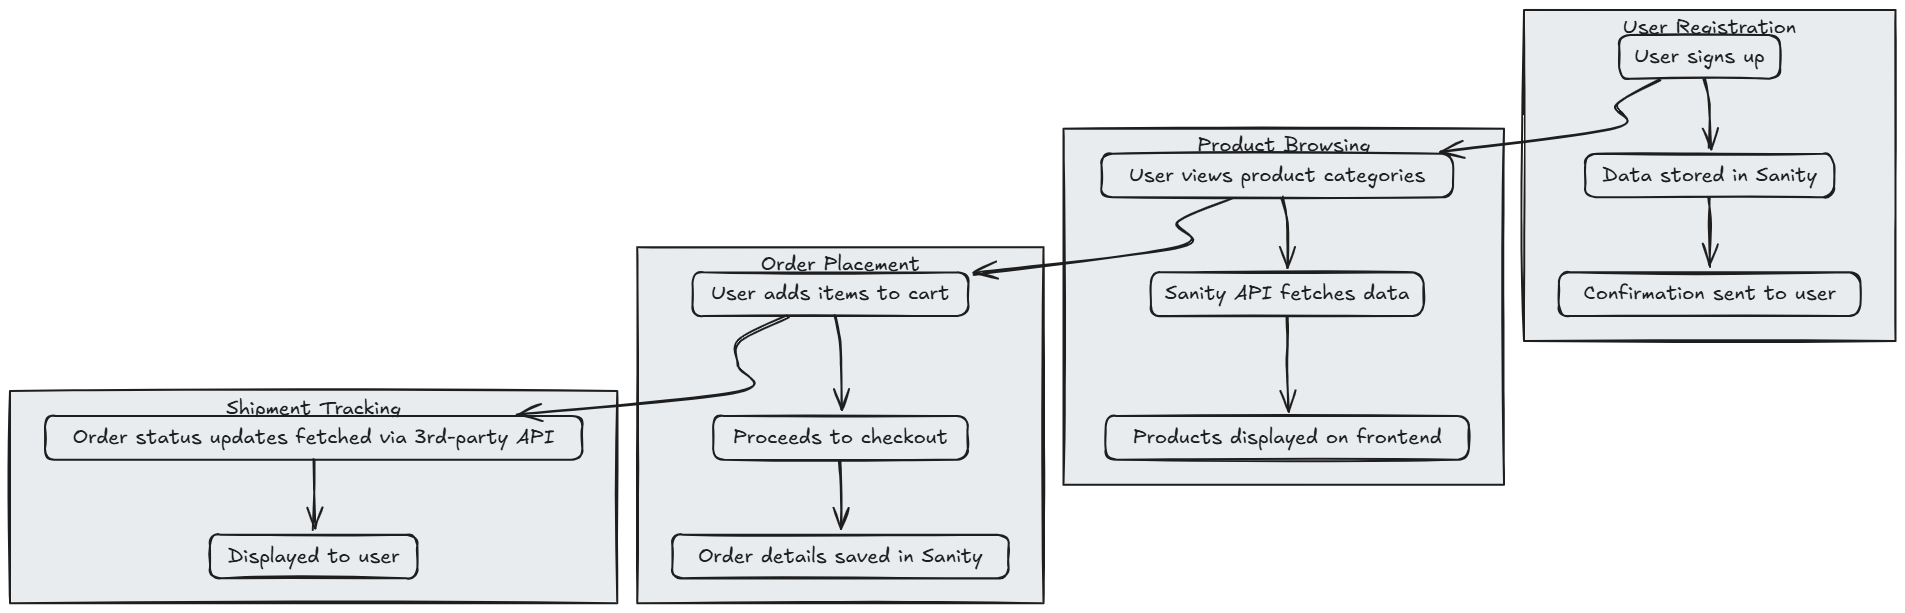 User Registration
User signs up
Data stored in Sanity
Confirmation sent to user
Product Browsing
User views product categories
Sanity API fetches data
Products displayed on frontend
Order Placement
User adds items to cart
Proceeds to checkout
Order details saved in Sanity
Shipment Tracking
Order status updates fetched via 3rd-party API
Displayed to user